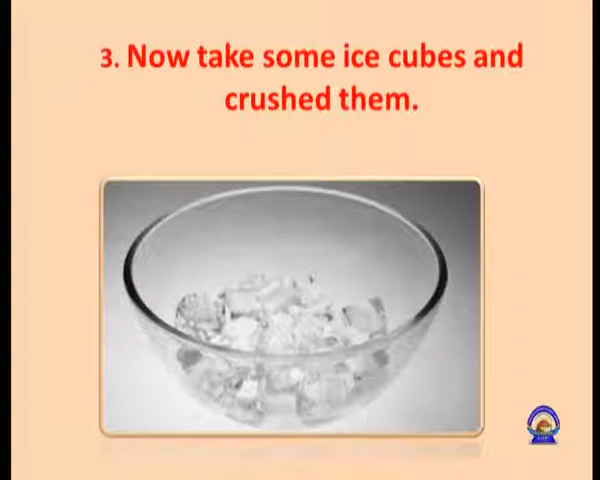 3. Now take some ice cubes and
crushed them.